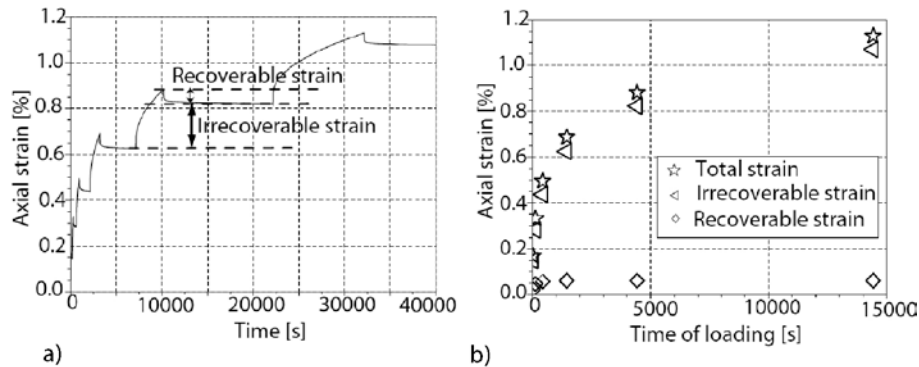 Axial strain [%]
1.2
1.0
0.8
0.6
0.4
0.2
0.0
Recoverable strain
Irrecoverable strain
0
10000
20000
30000
40000
Time [s]
a)
Axial strain [%]
1.2
1.0
0.8
0.6
0.4
0.2
0.0
Total strain
Irrecoverable strain
Recoverable strain
0
5000
10000
15000
Time of loading [s]
b)